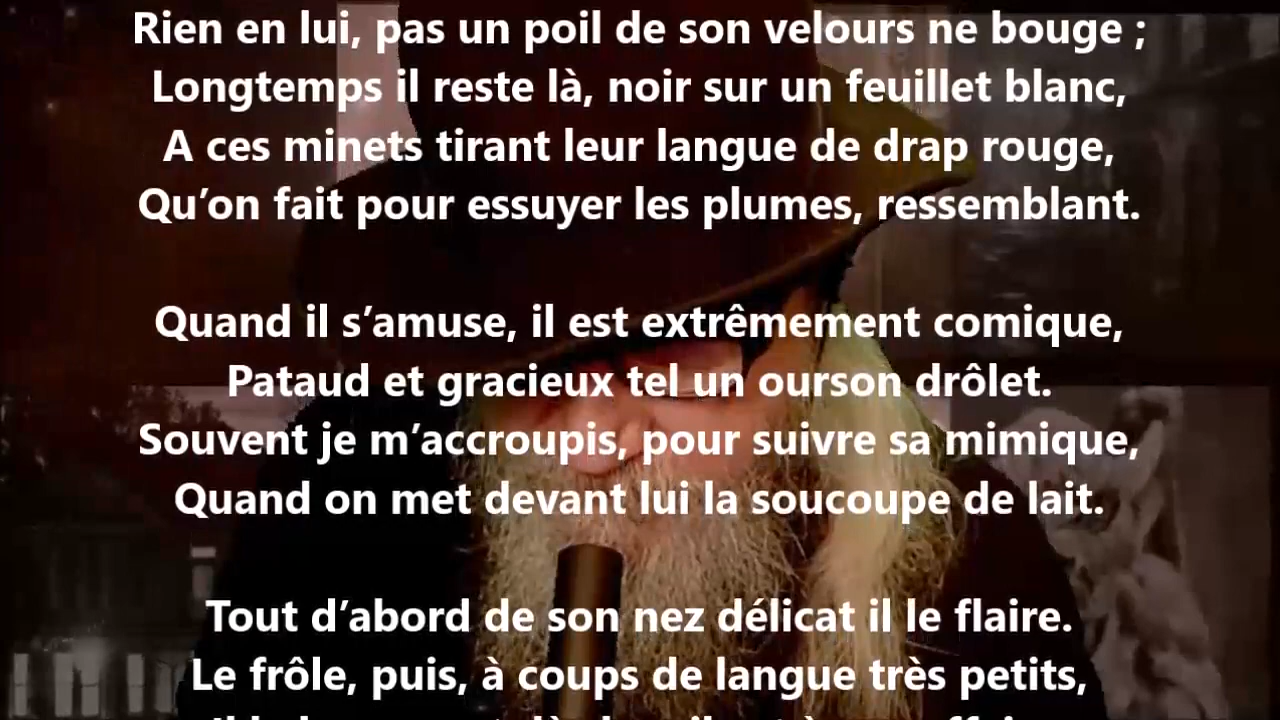 Rien en lui, pas un poil de son velours ne bouge ;
Longtemps il reste là, noir sur un feuillet blanc,
A ces minets tirant leur langue de drap rouge,
Qu’on fait pour essuyer les plumes, ressemblant.
Quand il s’amuse, il est extrêmement comique,
Pataud et gracieux tel un ourson drôlet.
Souvent je m’accroupis, pour suivre sa mimique,
Quand on met devant lui la soucoupe de lait.
Tout d’abord de son nez délicat il le flaire.
Le frôle, puis, à coups de langue très petits,